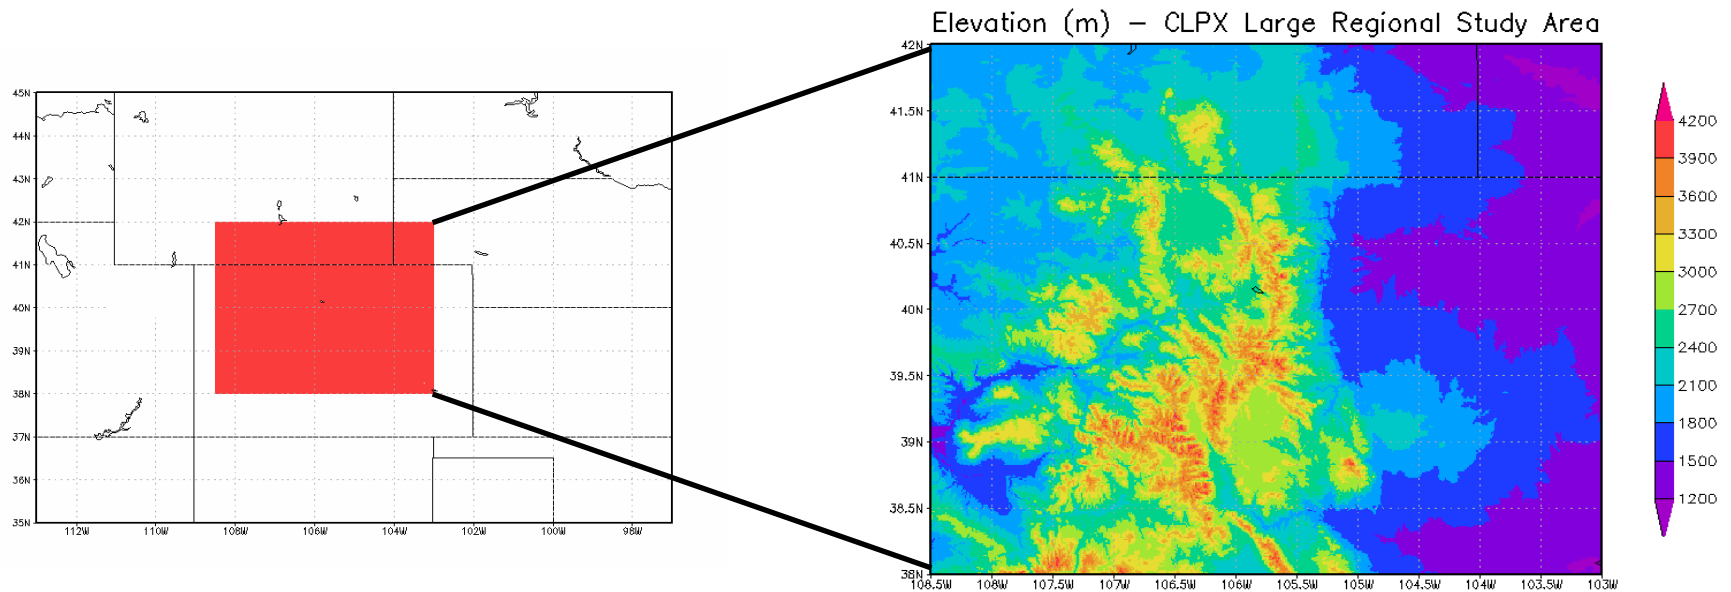 Elevation (m) – CLPX Large Regional Study Area
45N
44N
43N
42N
41N
40N
39N
38N
37N
36N
35N
112W
110W
108W
106W
104W
102W
100W
98W
42N
41.5N
41N
40.5N
40N
39.5N
39N
38.5N
38N
108.5W
108W
107.5W
107W
106.5W
106W
105.5W
105W
104.5W
104W
103.5W
103W
4200
3900
3600
3300
3000
2700
2400
2100
1800
1500
1200